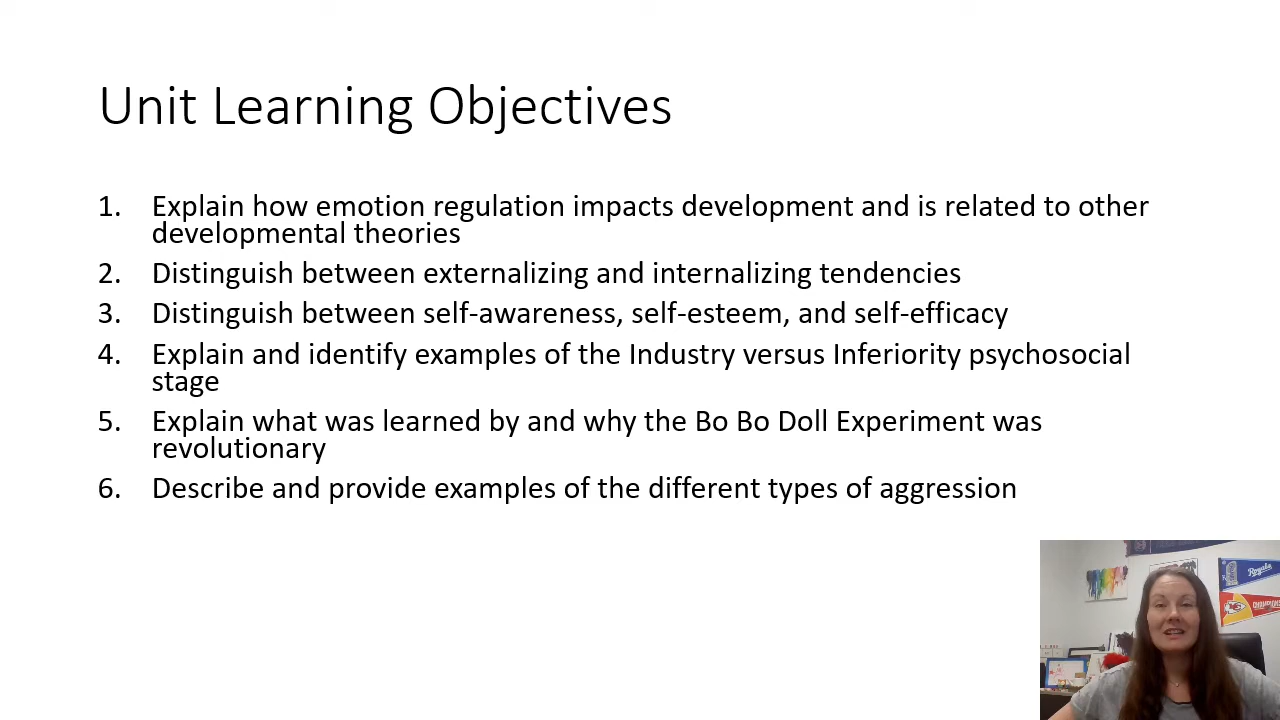 Unit Learning Objectives
1. Explain how emotion regulation impacts development and is related to other
developmental theories
2. Distinguish between externalizing and internalizing tendencies
3. Distinguish between self-awareness, self-esteem, and self-efficacy
4. Explain and identify examples of the Industry versus Inferiority psychosocial
stage
5. Explain what was learned by and why the Bo Bo Doll Experiment was
revolutionary
6. Describe and provide examples of the different types of aggression
Royals